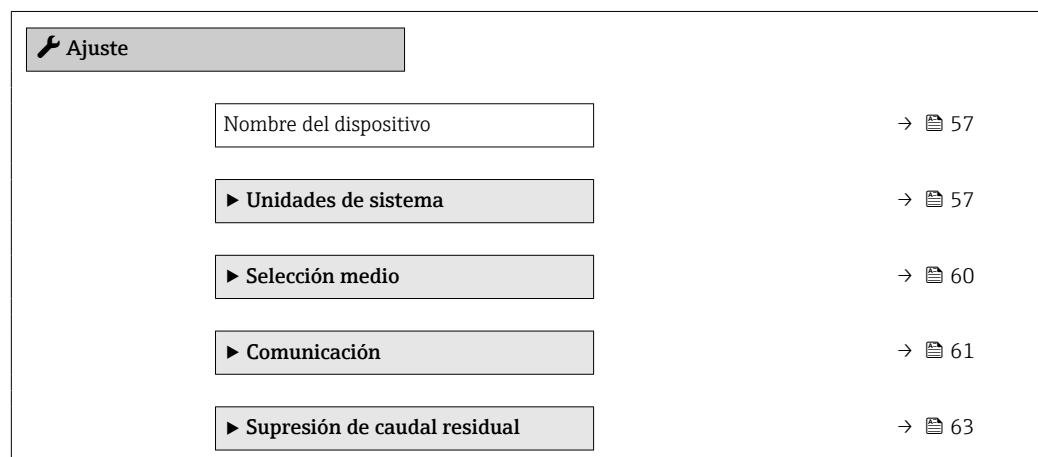 Ajuste
Nombre del dispositivo → 57
▶ Unidades de sistema → 57
▶ Selección medio → 60
▶ Comunicación → 61
▶ Supresión de caudal residual → 63